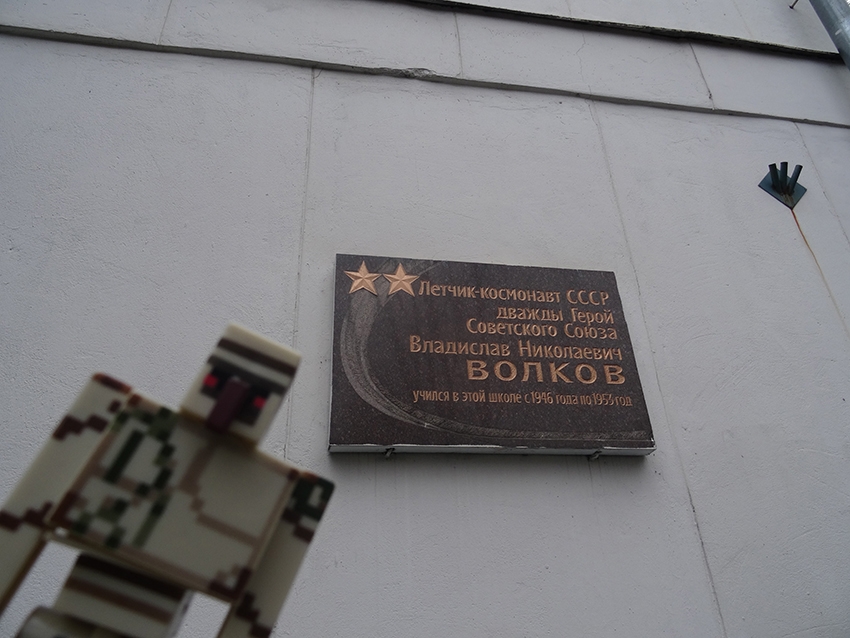 Летчик-космонавт СССР
дважды Герой
Советского Союза
Владислав Николаевич
ВОЛКОВ
учился в этой школе с 1946 года по 1953 год